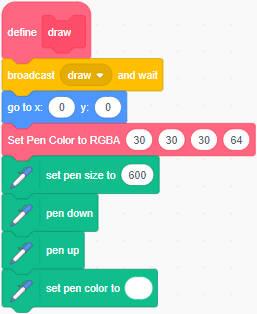 define draw
broadcast draw and wait
go to x: 0 y: 0
Set Pen Color to RGBA 30 30 30 64
set pen size to 600
pen down
pen up
set pen color to